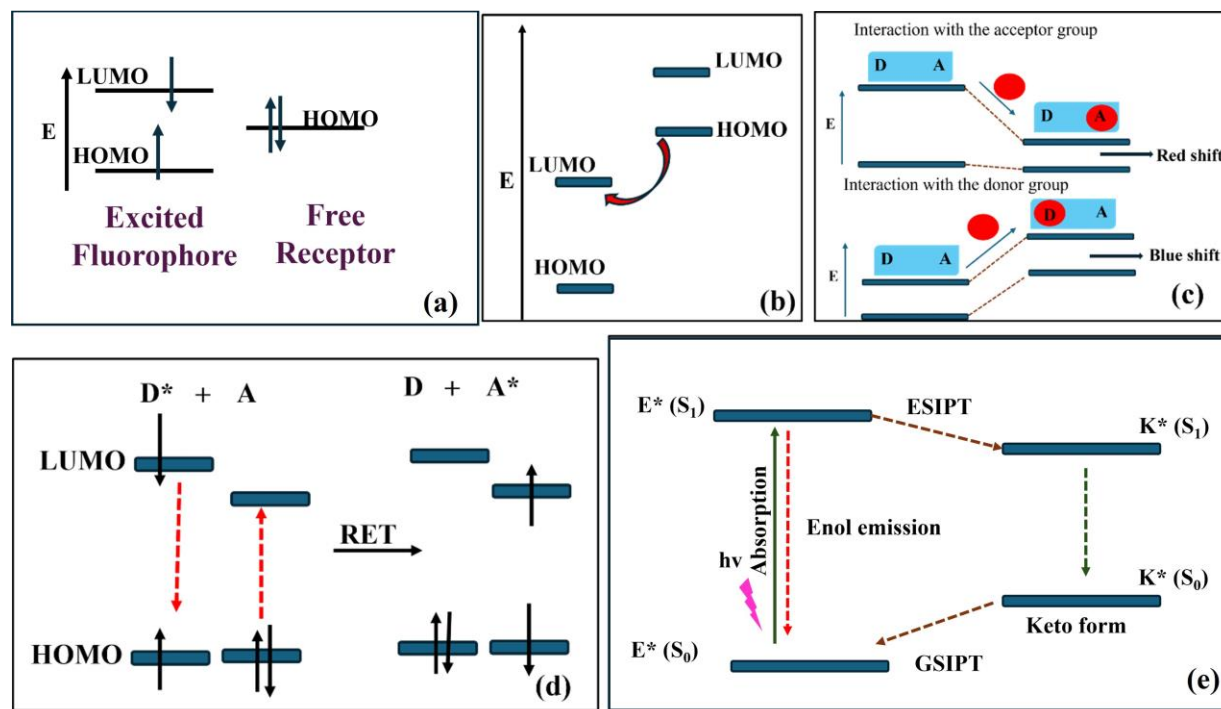 LUMO
E
HOMO
HOMO
Excited
Fluorophore
Free
Receptor
(a)
E
LUMO
HOMO
LUMO
HOMO
(b)
Interaction with the acceptor group
D A
E
D A
Red shift
Interaction with the donor group
D A
E
D A
Blue shift
(c)
D* + A
D + A*
LUMO
RET
HOMO
(d)
E* (S₁)
ESIPT
K* (S₁)
Absorption
Enol emission
hv
K* (S₀)
Keto form
E* (S₀)
GSIPT
(e)